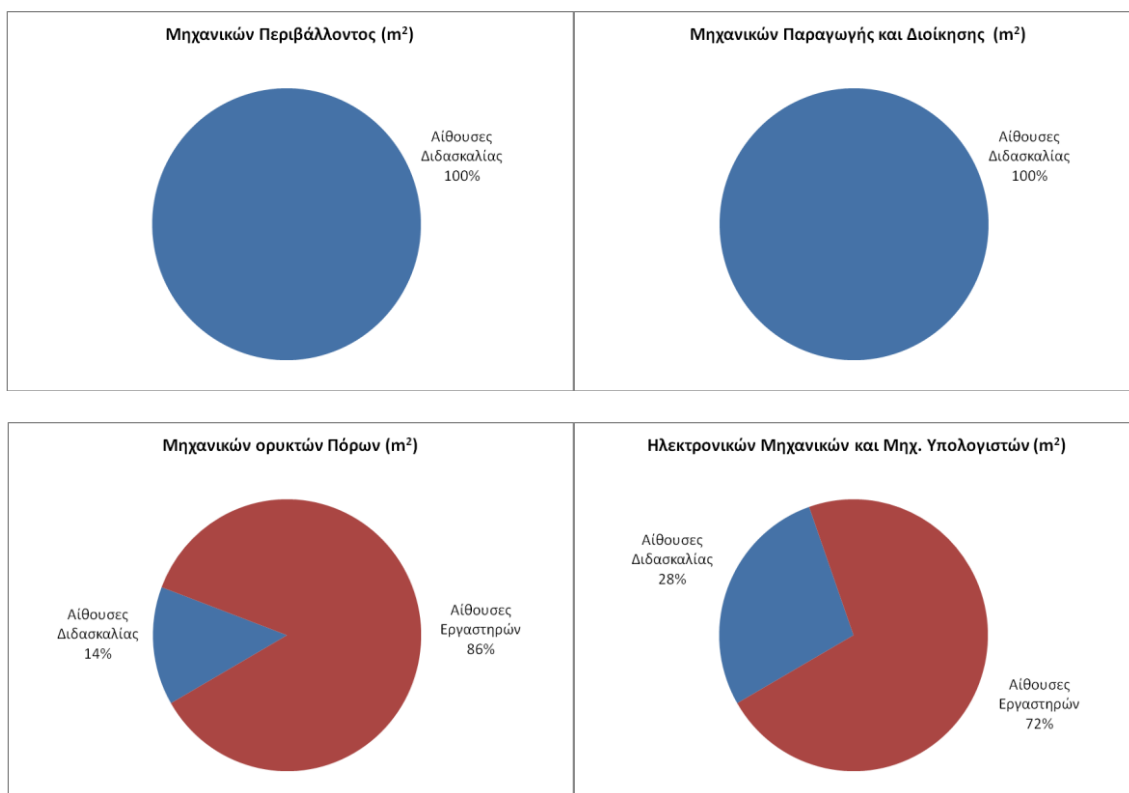 Μηχανικών Περιβάλλοντος (m²)
Αίθουσες
Διδασκαλίας
100%
Μηχανικών Παραγωγής και Διοίκησης (m²)
Αίθουσες
Διδασκαλίας
100%
Μηχανικών ορυκτών Πόρων (m²)
Αίθουσες
Διδασκαλίας
14%
Αίθουσες
Εργαστηρών
86%
Ηλεκτρονικών Μηχανικών και Μηχ. Υπολογιστών (m²)
Αίθουσες
Διδασκαλίας
28%
Αίθουσες
Εργαστηρών
72%